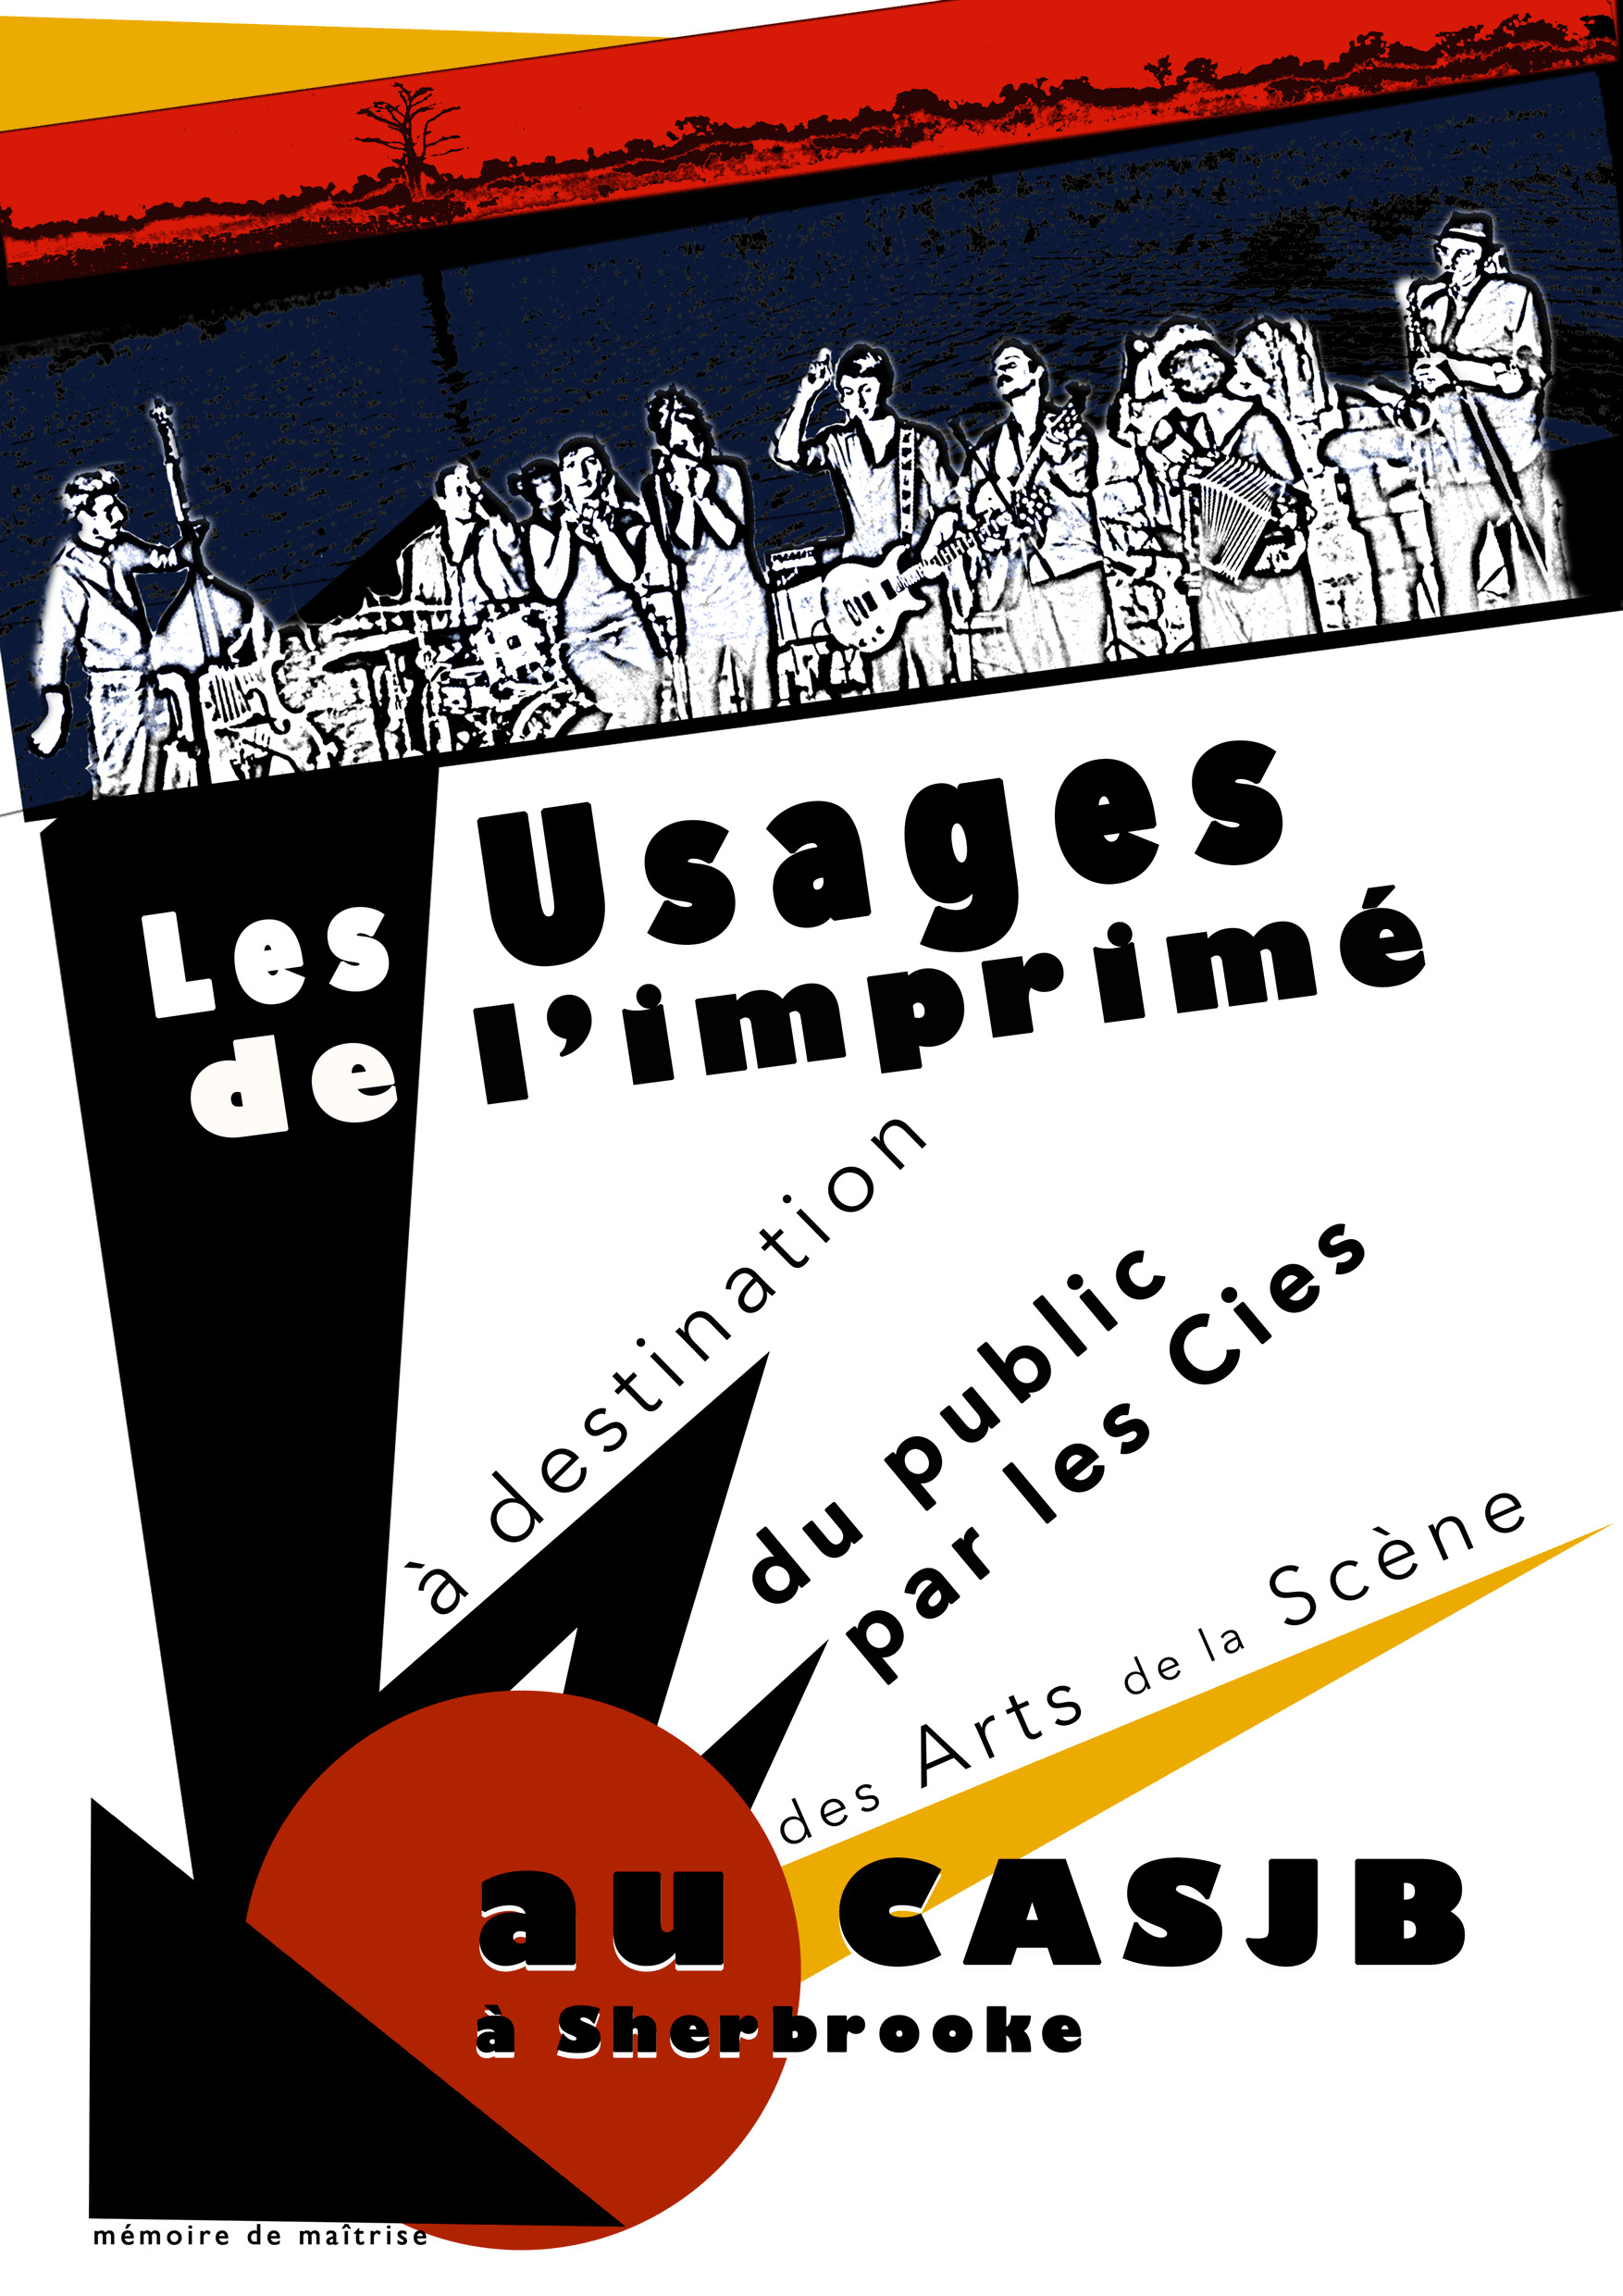 Les Usages
de l'imprimé
à destination
du public
par les Cies
des Arts de la Scène
au CASJB
à Sherbrooke
mémoire de maîtrise